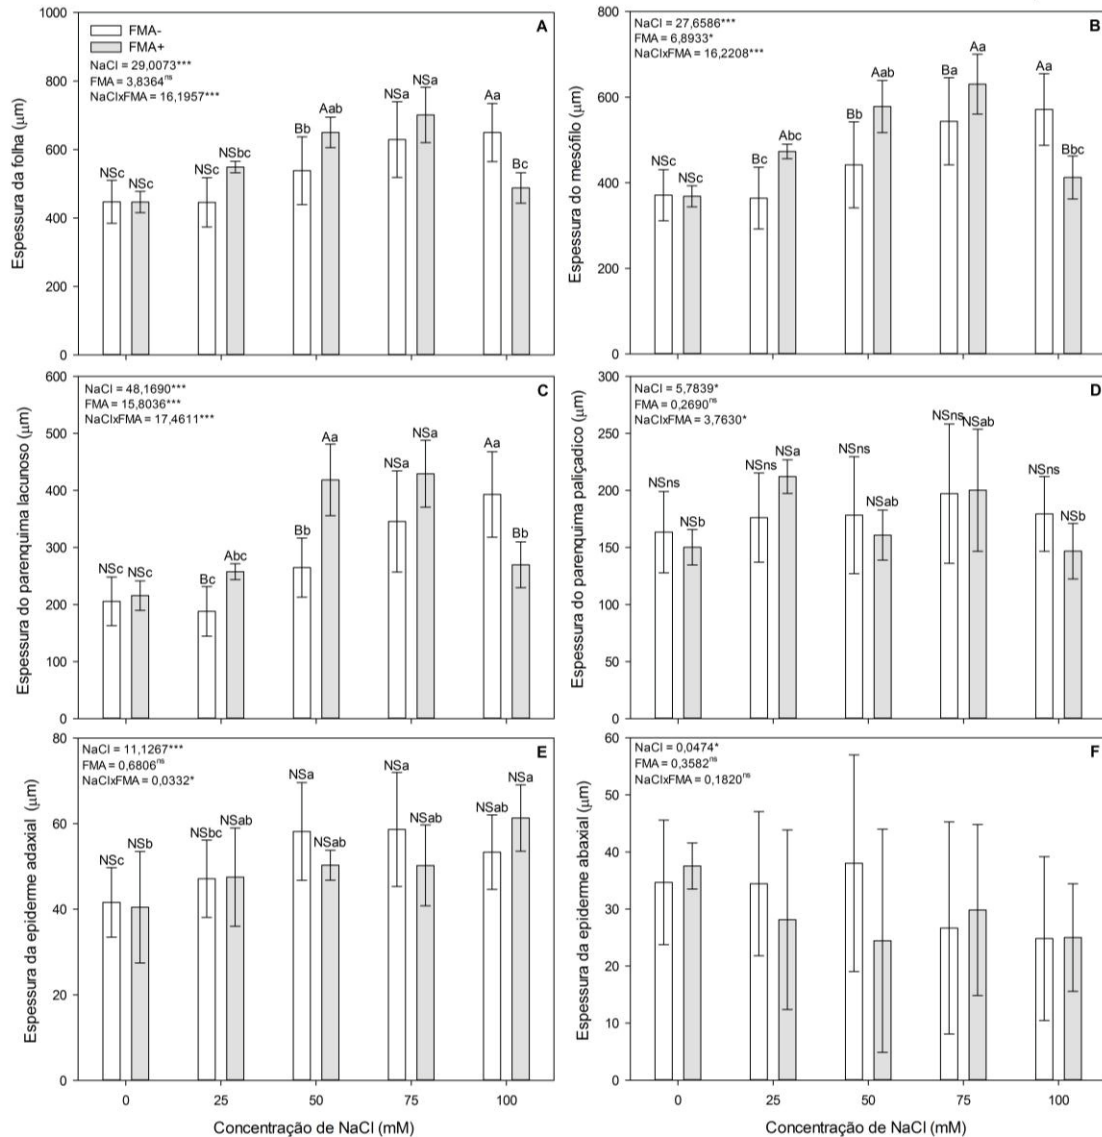 A
FMA-
FMA+
NaCl = 29,0073***
FMA = 3,8364ns
NaClxFMA = 16,1957***
Espessura da folha (µm)
1000
800
600
400
200
0
NSc
NSc
NSc
NSbc
Bb
Aab
NSa
NSa
Aa
Bc
B
NaCl = 27,6586***
FMA = 6,8933*
NaClxFMA = 16,2208***
Espessura do mesófilo (µm)
800
600
400
200
0
NSc
NSc
Bc
Abc
Bb
Aab
Ba
Aa
Aa
Bbc
C
NaCl = 48,1690***
FMA = 15,8036***
NaClxFMA = 17,4611***
Espessura do parenquima lacunoso (µm)
600
500
400
300
200
100
0
NSc
NSc
Bc
Abc
Bb
Aa
NSa
NSa
Aa
Bb
D
NaCl = 5,7839*
FMA = 0,2690ns
NaClxFMA = 3,7630*
Espessura do parenquima paliçadico (µm)
300
250
200
150
100
50
0
NSns
NSb
NSns
NSa
NSns
NSab
NSns
NSab
NSns
NSb
E
NaCl = 11,1267***
FMA = 0,6806ns
NaClxFMA = 0,0332*
Espessura da epiderme adaxial (µm)
80
60
40
20
0
NSc
NSb
NSbc
NSab
NSa
NSab
NSa
NSab
NSab
NSa
0 25 50 75 100
Concentração de NaCl (mM)
F
NaCl = 0,0474*
FMA = 0,3582ns
NaClxFMA = 0,1820ns
Espessura da epiderme abaxial (µm)
60
50
40
30
20
10
0
0 25 50 75 100
Concentração de NaCl (mM)